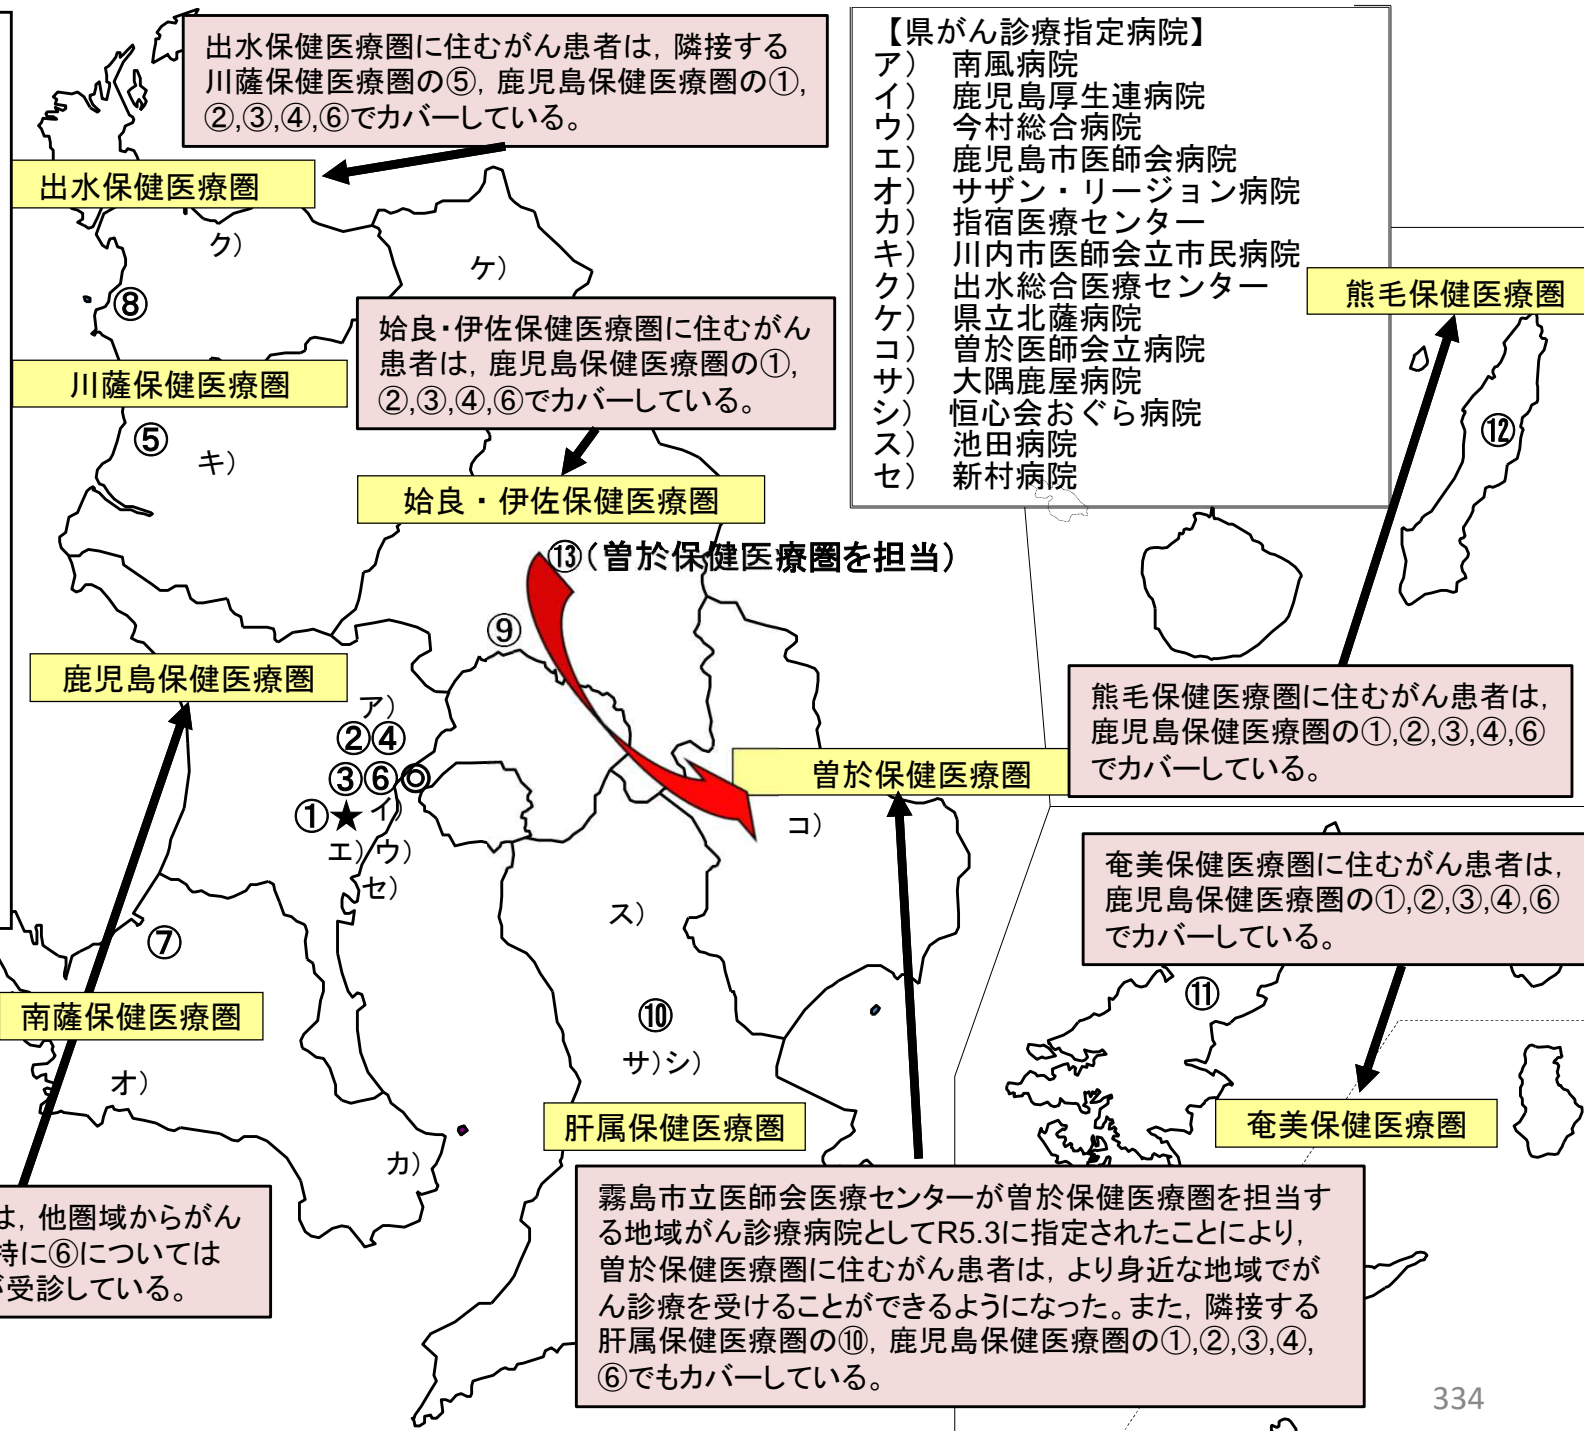 出水保健医療圏に住むがん患者は，隣接する
川薩保健医療圏の⑤，鹿児島保健医療圏の①，
②,③,④,⑥でカバーしている。
【県がん診療指定病院】
ア） 南風病院
イ） 鹿児島厚生連病院
ウ） 今村総合病院
エ） 鹿児島市医師会病院
オ） サザン・リージョン病院
カ） 指宿医療センター
キ） 川内市医師会立市民病院
ク） 出水総合医療センター
ケ） 県立北薩病院
コ） 曽於医師会立病院
サ） 大隅鹿屋病院
シ） 恒心会おぐら病院
ス） 池田病院
セ） 新村病院
出水保健医療圏
ク）
ケ）
熊毛保健医療圏
⑧
姶良・伊佐保健医療圏に住むがん
患者は，鹿児島保健医療圏の①，
②,③,④,⑥でカバーしている。
川薩保健医療圏
⑤
キ）
⑫
姶良・伊佐保健医療圏
⑬（曽於保健医療圏を担当）
⑨
鹿児島保健医療圏
熊毛保健医療圏に住むがん患者は，
鹿児島保健医療圏の①,②,③,④,⑥
でカバーしている。
ア）
②④
③⑥◎
①★イ）
エ）ウ）
セ）
曽於保健医療圏
コ）
奄美保健医療圏に住むがん患者は，
鹿児島保健医療圏の①,②,③,④,⑥
でカバーしている。
ス）
⑦
⑪
南薩保健医療圏
⑩
サ）シ）
オ）
肝属保健医療圏
奄美保健医療圏
カ）
は，他圏域からがん
特に⑥については
が受診している。
霧島市立医師会医療センターが曽於保健医療圏を担当す
る地域がん診療病院としてR5.3に指定されたことにより，
曽於保健医療圏に住むがん患者は，より身近な地域でが
ん診療を受けることができるようになった。また，隣接する
肝属保健医療圏の⑩，鹿児島保健医療圏の①,②,③,④,
⑥でもカバーしている。
334